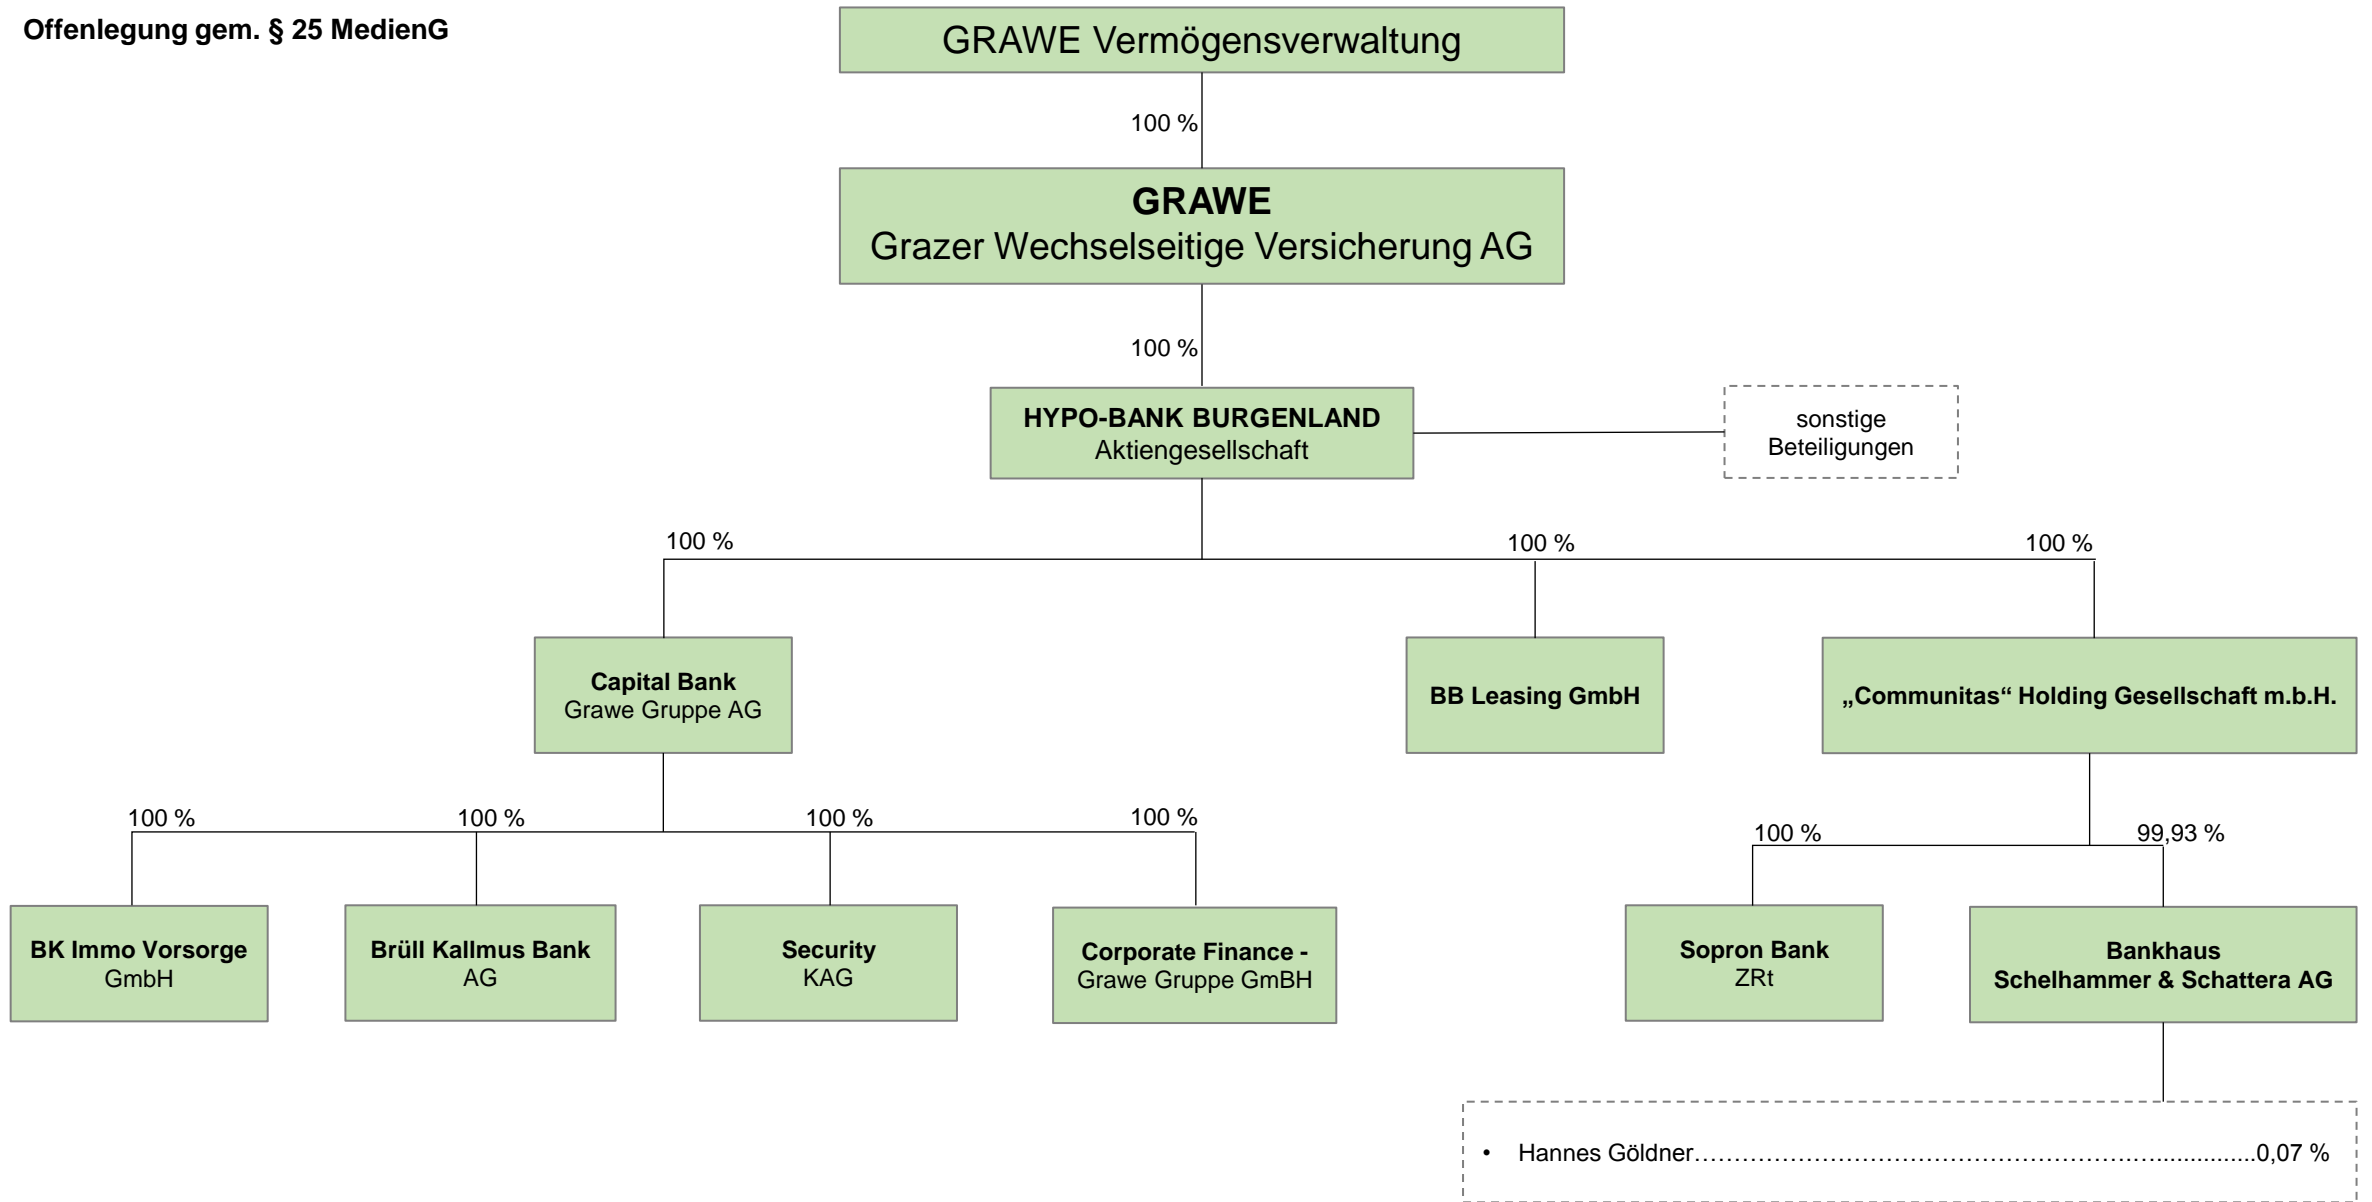 Offenlegung gem. § 25 MedienG
GRAWE Vermögensverwaltung
100 %
GRAWE
Grazer Wechselseitige Versicherung AG
100 %
HYPO-BANK BURGENLAND
Aktiengesellschaft
sonstige
Beteiligungen
100 %
100 %
100 %
Capital Bank
Grawe Gruppe AG
BB Leasing GmbH
„Communitas“ Holding Gesellschaft m.b.H.
100 %
100 %
100 %
100 %
100 %
99,93 %
BK Immo Vorsorge
GmbH
Brüll Kallmus Bank
AG
Security
KAG
Corporate Finance -
Grawe Gruppe GmBH
Sopron Bank
ZRt
Bankhaus
Schelhammer & Schattera AG
• Hannes Göldner…………………………………………………...............0,07 %